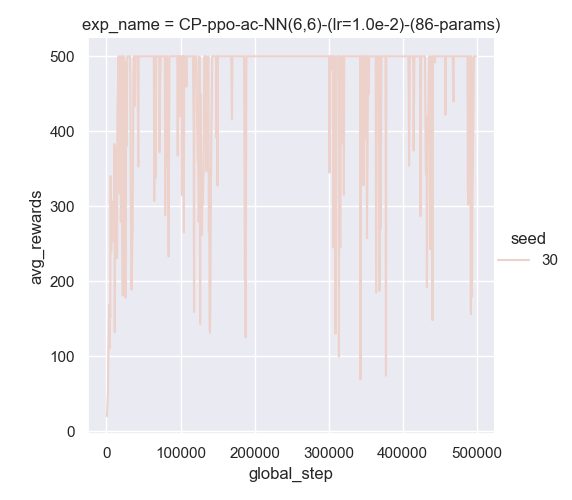 exp_name = CP-ppo-ac-NN(6,6)-(lr=1.0e-2)-(86-params)
500
400
300
200
100
0
avg_rewards
0 100000 200000 300000 400000 500000
global_step
seed
30